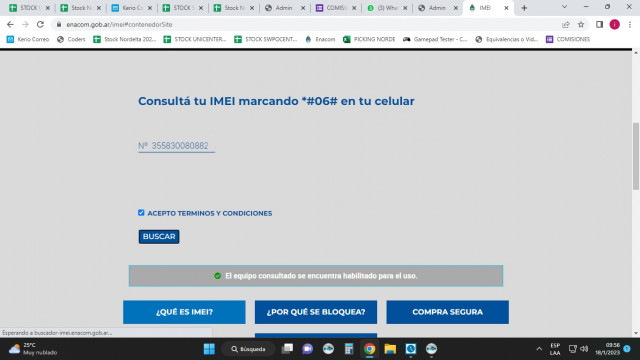 STOCK S
Stock N
Kerio C
STOCK S
Stock N
Admin
COMISIO
(3) Wha
Admin
IMEI
enacom.gob.ar/imei#contenedorSite
Kerio Correo
Coders
Stock Nordelta 202...
STOCK UNICENTER...
STOCK SWPOCENT...
Enacom
PICKING NORDE
Gamepad Tester - C...
Equivalencias o Vid...
COMISIONES
Consultá tu IMEI marcando *#06# en tu celular
N° 355830080882
ACEPTO TERMINOS Y CONDICIONES
BUSCAR
El equipo consultado se encuentra habilitado para el uso.
¿QUÉ ES IMEI?
¿POR QUÉ SE BLOQUEA?
COMPRA SEGURA
Esperando a buscador-imei.enacom.gob.ar...
25°C
Muy nublado
Búsqueda
ESP
LAA
09:56
18/1/2023